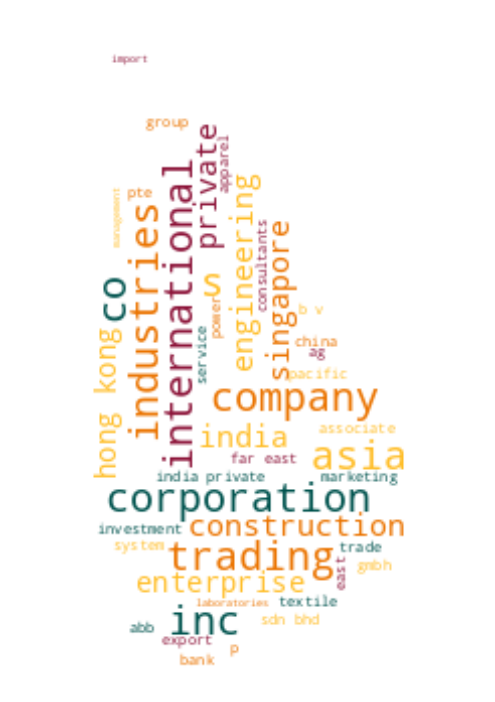 import
group
private
apparel
international
pte
management
industries
engineering
consultants
singapore
s
co
power
b v
service
kong
hong
china
ag
pacific
company
india
associate
asia
far east
india private
marketing
corporation
investment
construction
system
trading
trade
east
gmbh
enterprise
laboratories
textile
inc
sdn bhd
abb
export
p
bank